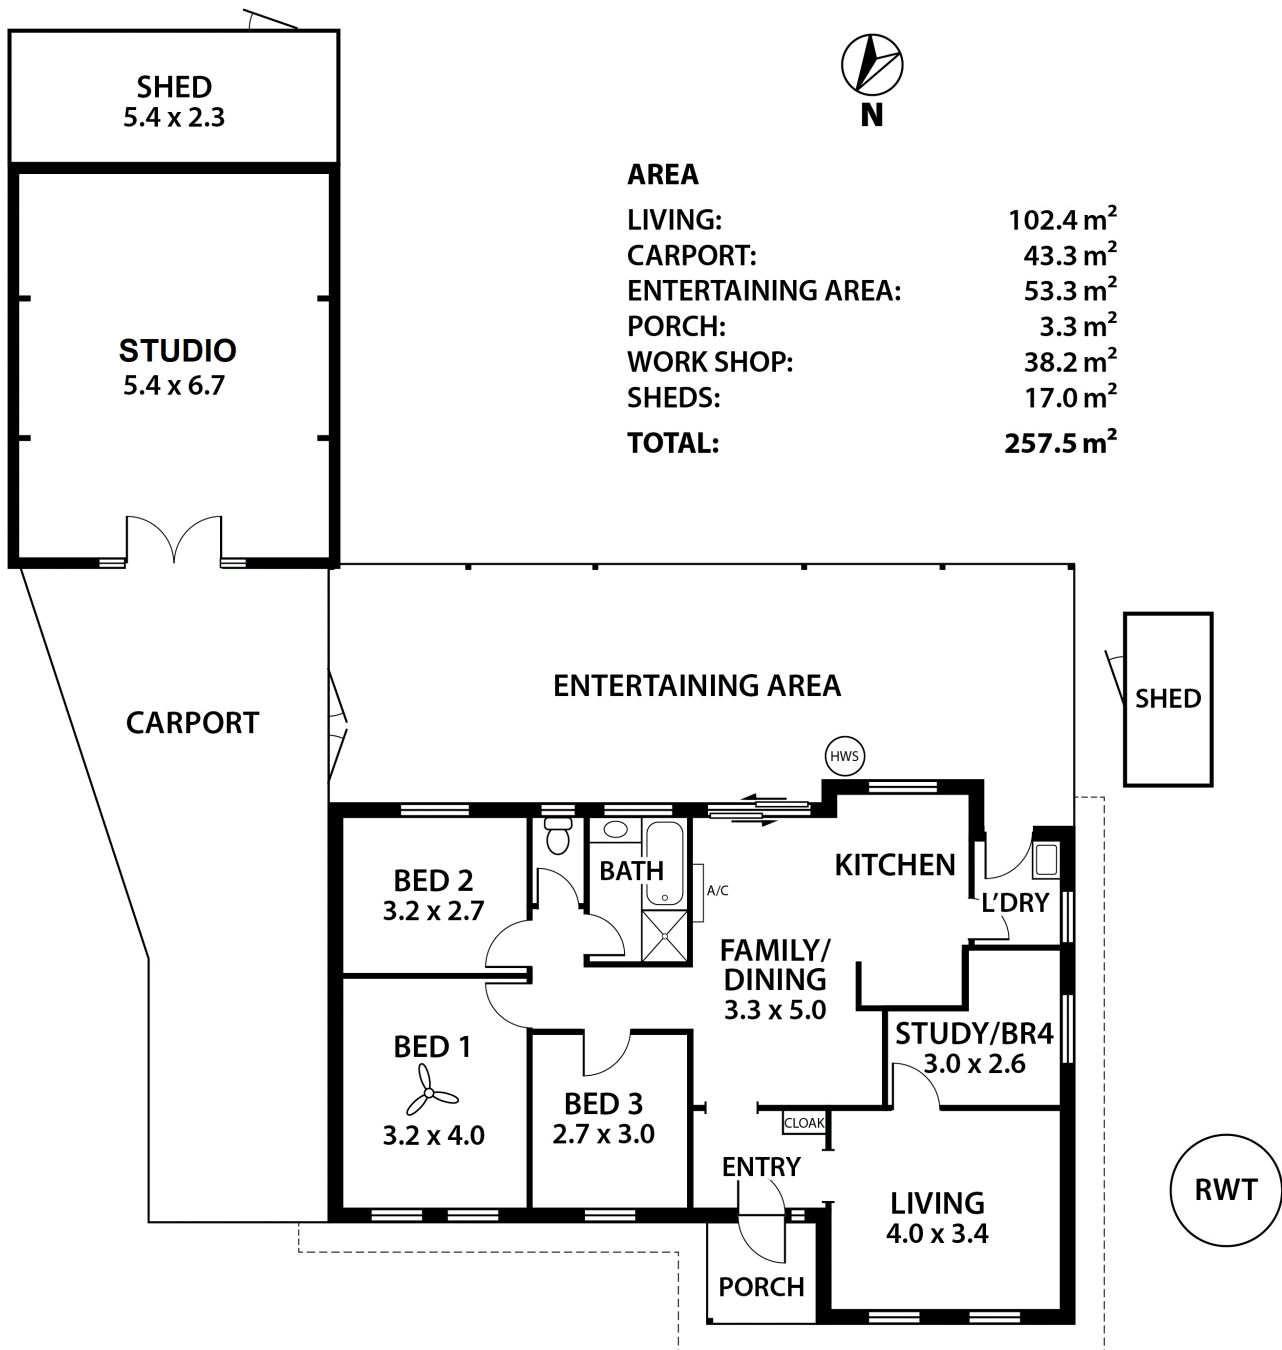 SHED
5.4 x 2.3
N
AREA
LIVING: 102.4 m²
CARPORT: 43.3 m²
ENTERTAINING AREA: 53.3 m²
PORCH: 3.3 m²
WORK SHOP: 38.2 m²
SHEDS: 17.0 m²
TOTAL: 257.5 m²
STUDIO
5.4 x 6.7
ENTERTAINING AREA
SHED
CARPORT
HWS
KITCHEN
BATH
BED 2
3.2 x 2.7
A/C
L'DRY
FAMILY/
DINING
3.3 x 5.0
STUDY/BR4
3.0 x 2.6
BED 1
3.2 x 4.0
BED 3
2.7 x 3.0
CLOAK
ENTRY
LIVING
4.0 x 3.4
RWT
PORCH